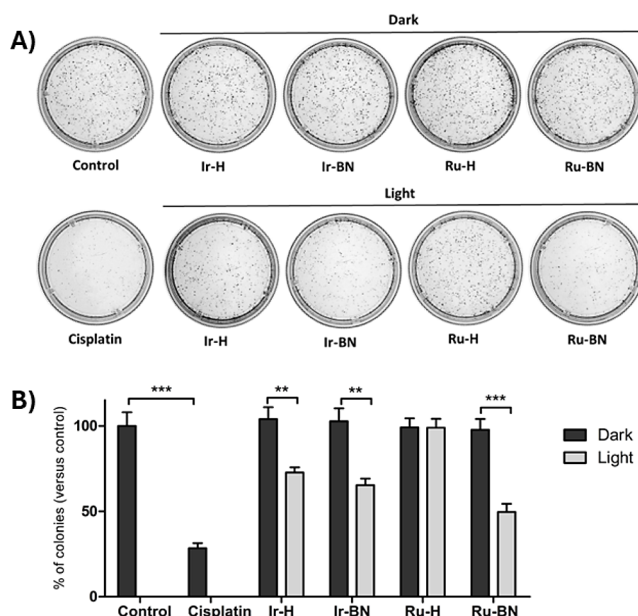 A)
Dark
Control
Ir-H
Ir-BN
Ru-H
Ru-BN
Light
Cisplatin
Ir-H
Ir-BN
Ru-H
Ru-BN
B)
% of colonies (versus control)
100
50
0
***
**
**
***
Dark
Light
Control
Cisplatin
Ir-H
Ir-BN
Ru-H
Ru-BN